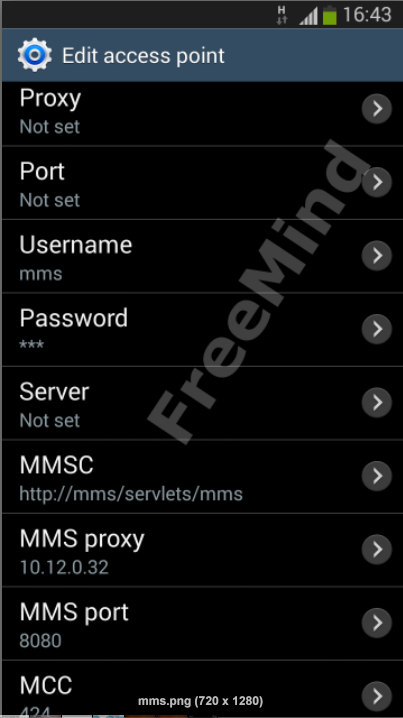 H
16:43
Edit access point
Proxy
Not set
Port
Not set
Username
mms
Password
***
Server
Not set
MMSC
http://mms/servlets/mms
MMS proxy
10.12.0.32
MMS port
8080
MCC
424
mms.png (720 x 1280)
FreeMind